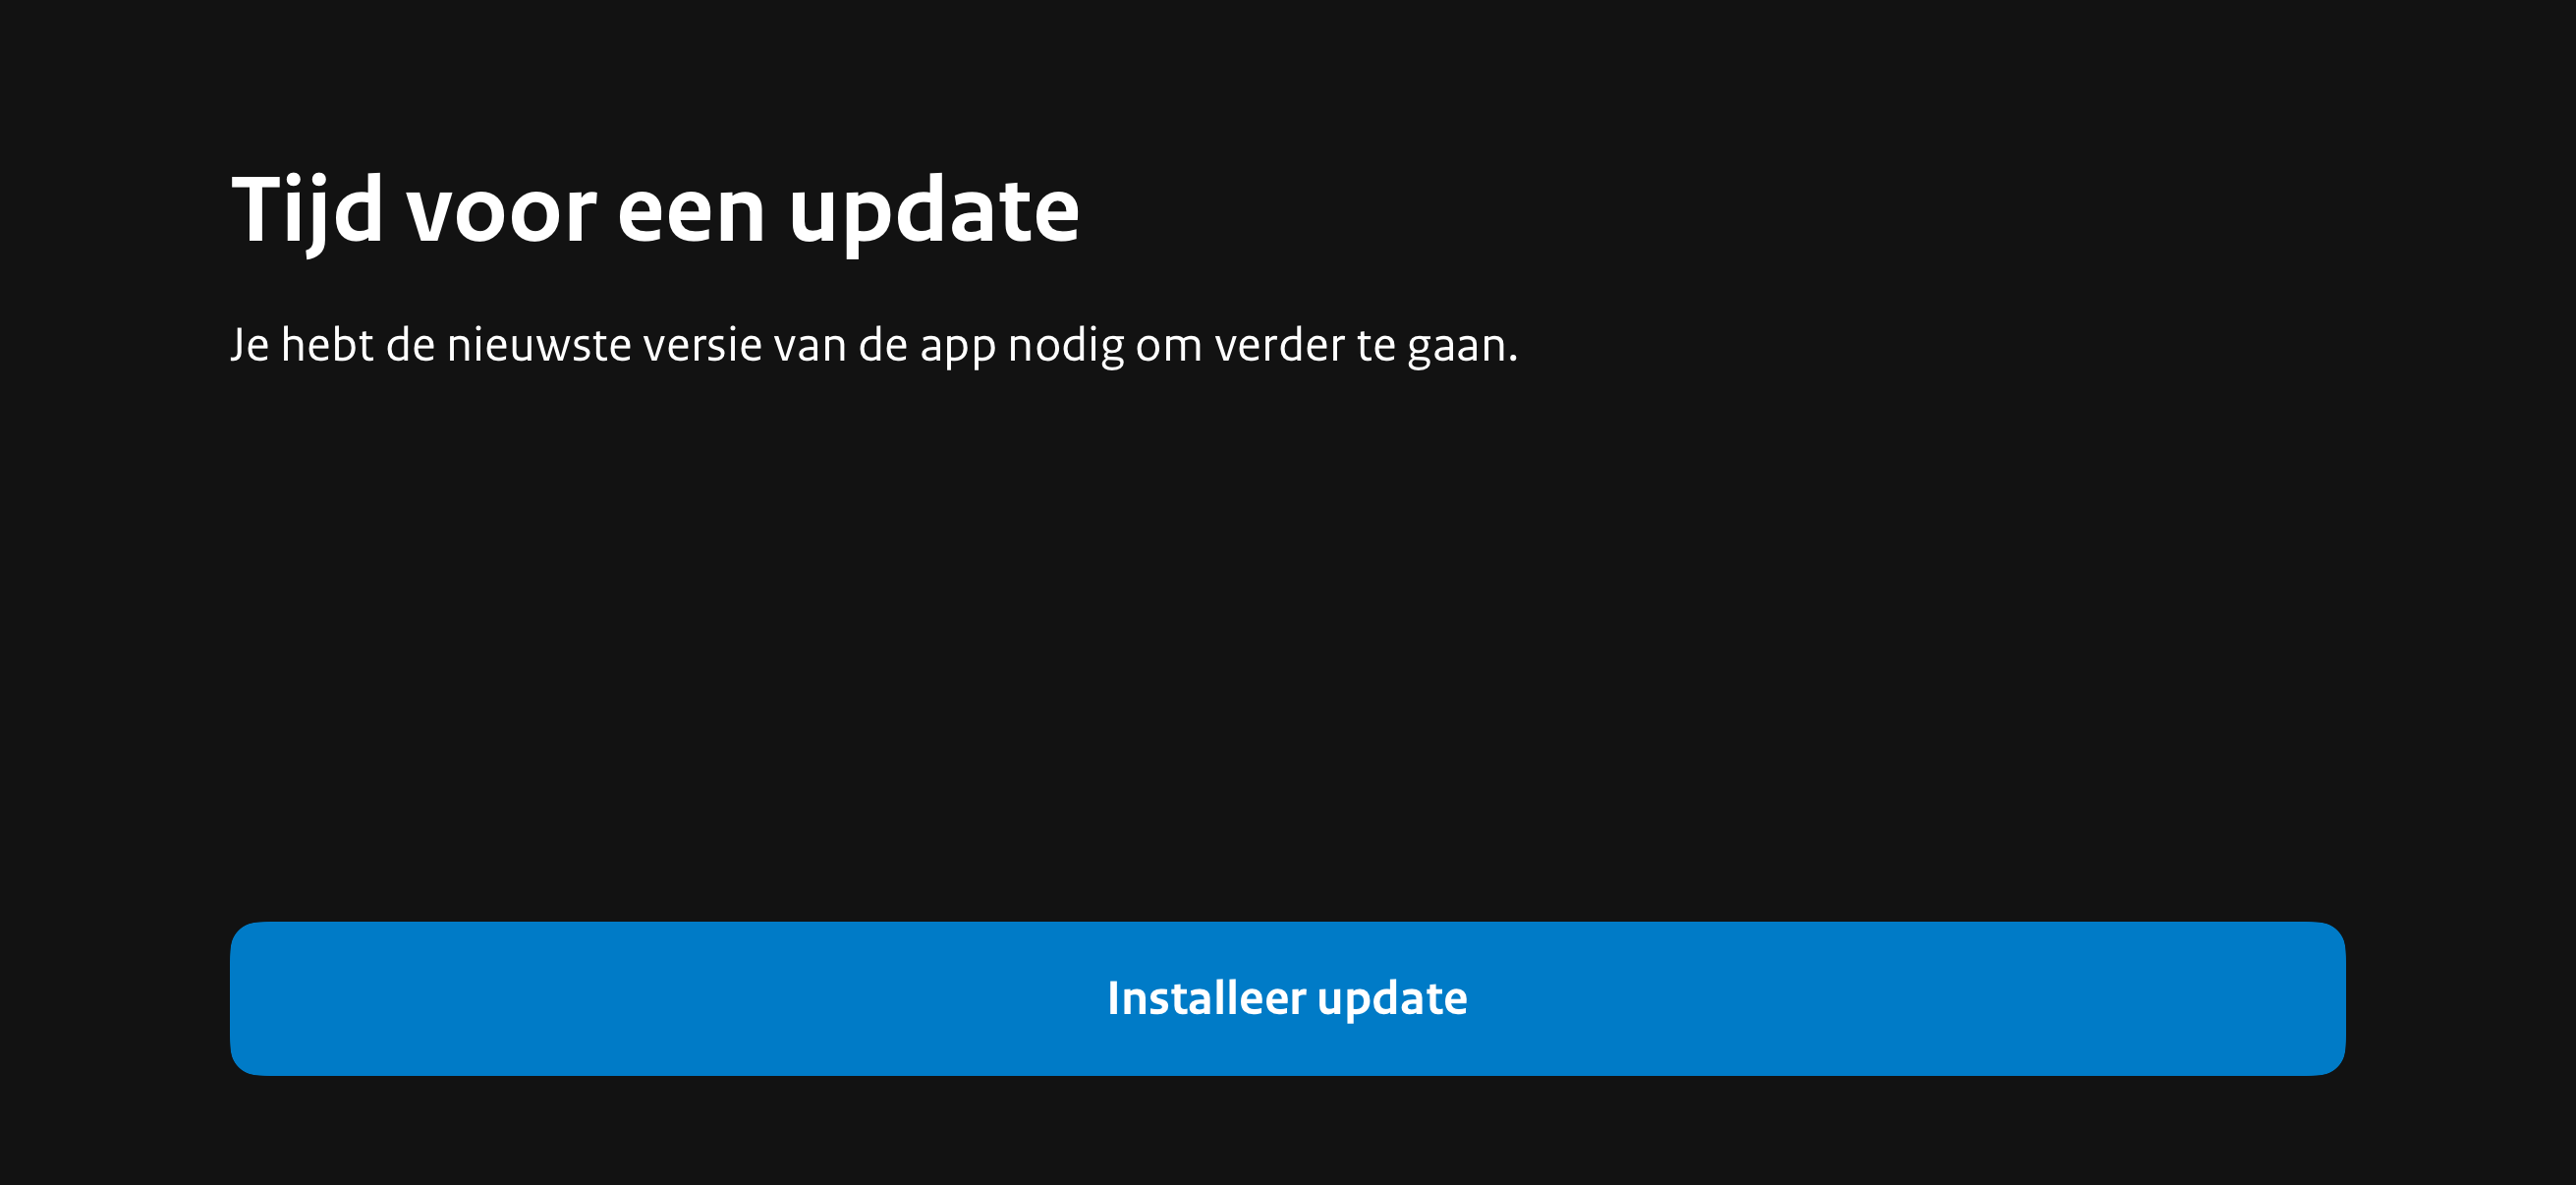 Tijd voor een update
Je hebt de nieuwste versie van de app nodig om verder te gaan.
Installeer update